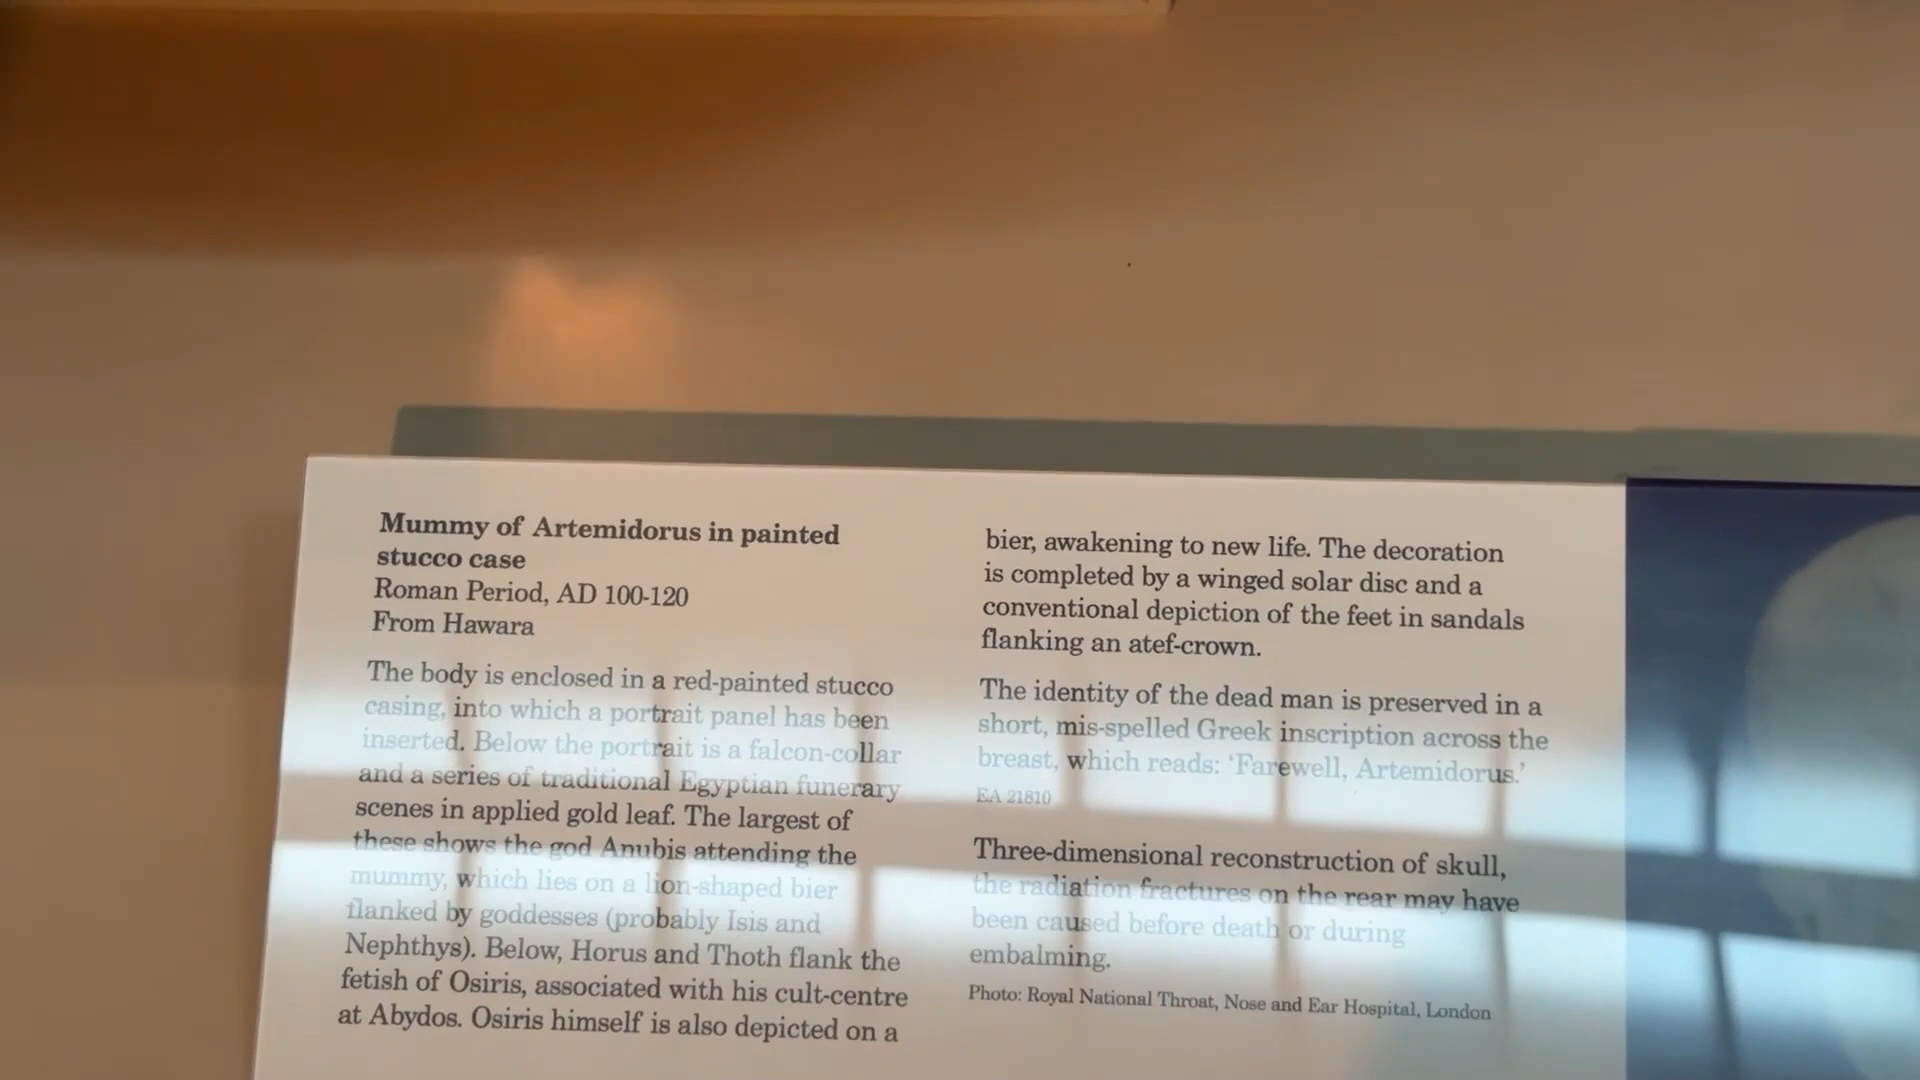 Mummy of Artemidorus in painted
stucco case
Roman Period, AD 100-120
From Hawara
The body is enclosed in a red-painted stucco
casing, into which a portrait panel has been
inserted. Below the portrait is a falcon-collar
and a series of traditional Egyptian funerary
scenes in applied gold leaf. The largest of
these shows the god Anubis attending the
mummy, which lies on a lion-shaped bier
flanked by goddesses (probably Isis and
Nephthys). Below, Horus and Thoth flank the
fetish of Osiris, associated with his cult-centre
at Abydos. Osiris himself is also depicted on a
bier, awakening to new life. The decoration
is completed by a winged solar disc and a
conventional depiction of the feet in sandals
flanking an atef-crown.
The identity of the dead man is preserved in a
short, mis-spelled Greek inscription across the
breast, which reads: ‘Farewell, Artemidorus.’
EA 21810
Three-dimensional reconstruction of skull,
the radiation fractures on the rear may have
been caused before death or during
embalming.
Photo: Royal National Throat, Nose and Ear Hospital, London